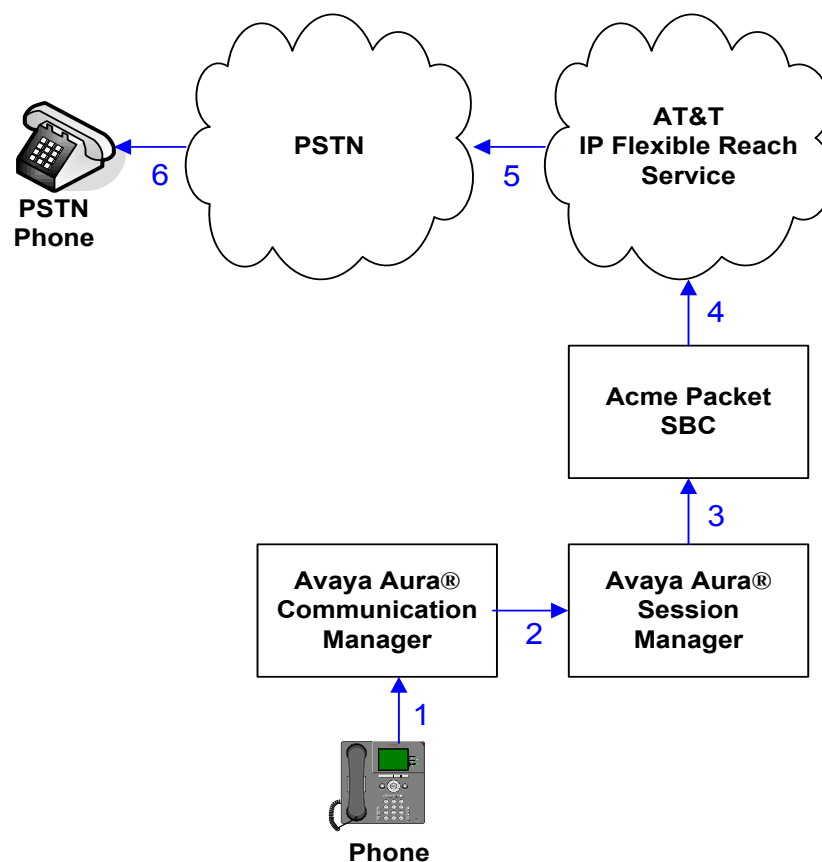 PSTN
AT&T
IP Flexible Reach
Service
6
5
PSTN
Phone
4
Acme Packet
SBC
3
Avaya Aura®
Communication
Manager
2
Avaya Aura®
Session
Manager
1
Phone